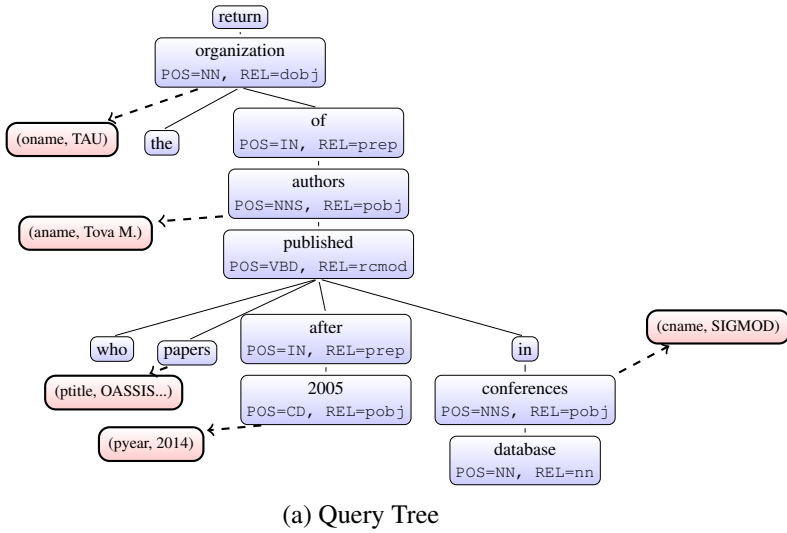 return
organization
POS=NN, REL=dobj
(oname, TAU)
the
of
POS=IN, REL=prep
authors
POS=NNS, REL=pobj
(aname, Tova M.)
published
POS=VBD, REL=rcmod
who
papers
after
POS=IN, REL=prep
in
(cname, SIGMOD)
(ptitle, OASSIS...)
2005
POS=CD, REL=pobj
conferences
POS=NNS, REL=pobj
(pyear, 2014)
database
POS=NN, REL=nn
(a) Query Tree